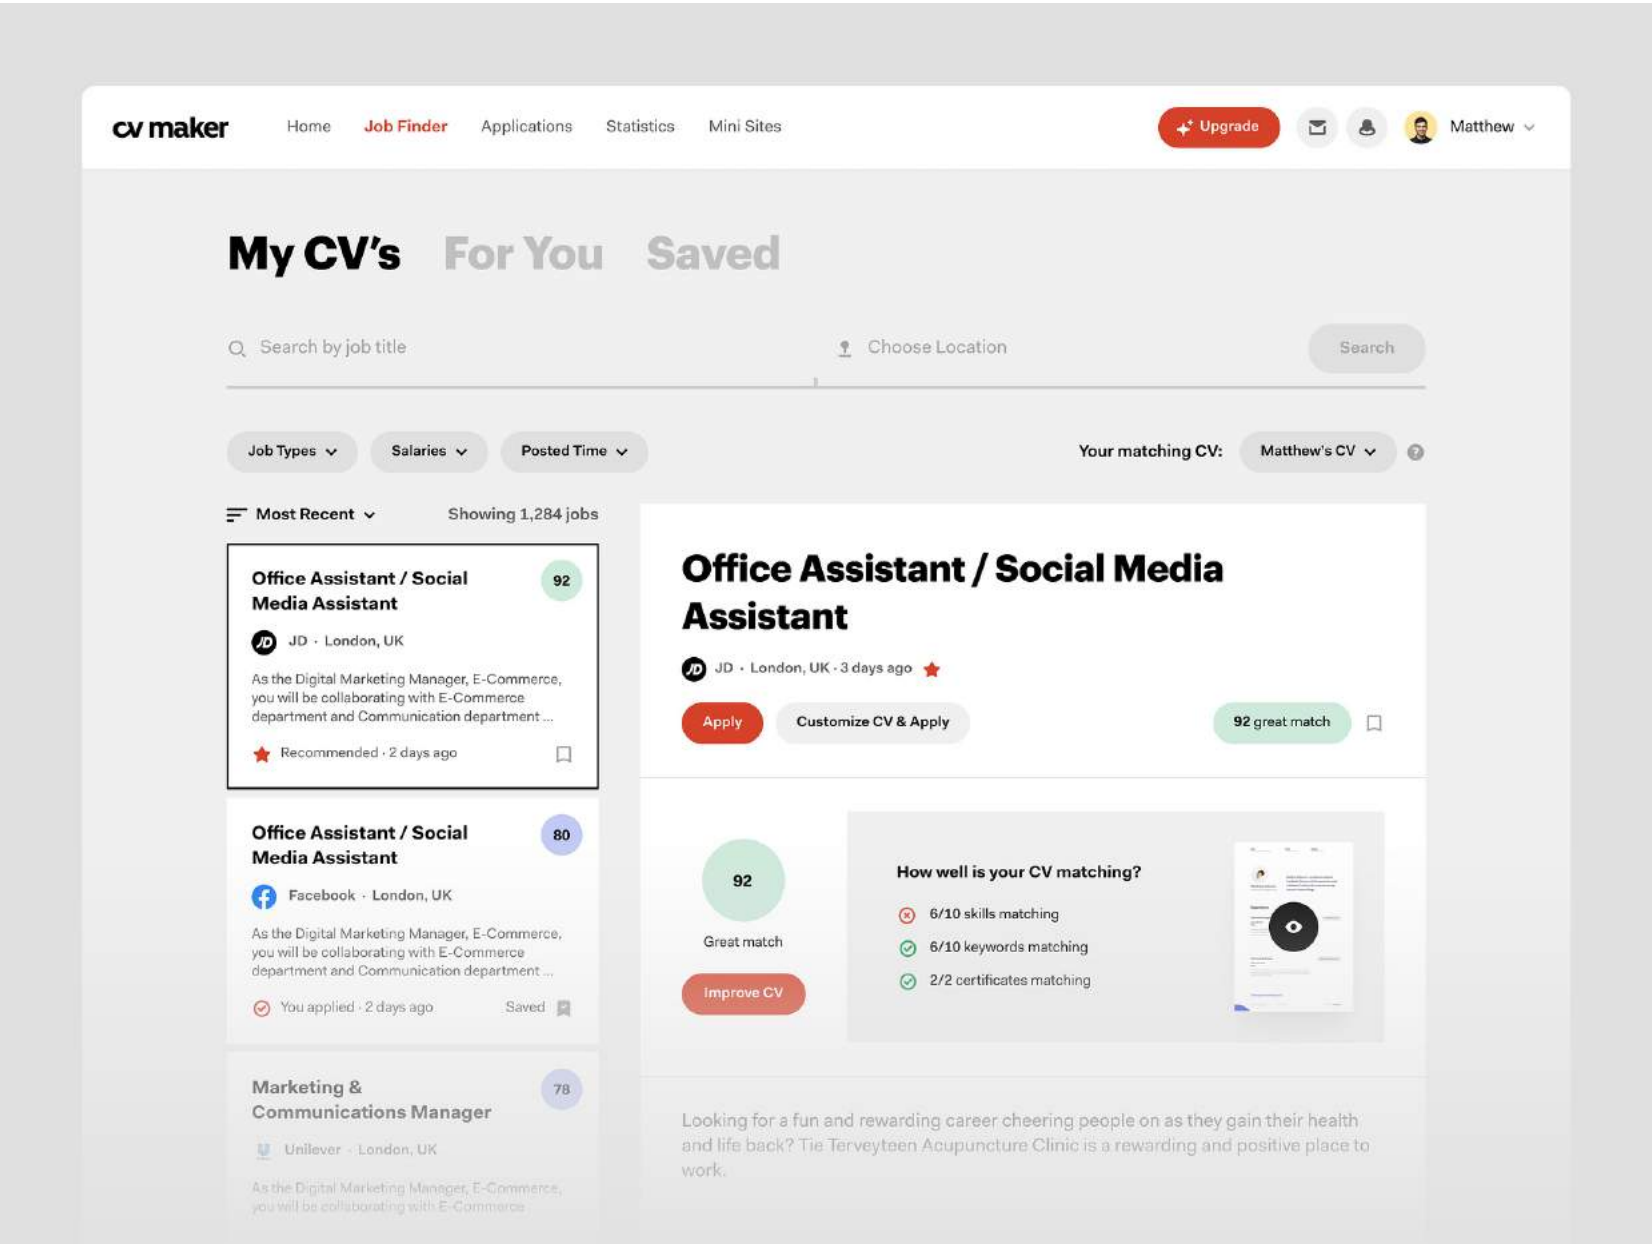 cv maker
Home
Job Finder
Applications
Statistics
Mini Sites
Upgrade
Matthew
My CV's
For You
Saved
Search by job title
Choose Location
Search
Job Types
Salaries
Posted Time
Your matching CV:
Matthew's CV
?
Most Recent
Showing 1,284 jobs
Office Assistant / Social
Media Assistant
92
JD
JD · London, UK
As the Digital Marketing Manager, E-Commerce,
you will be collaborating with E-Commerce
department and Communication department ...
Recommended · 2 days ago
Office Assistant / Social
Media Assistant
80
Facebook · London, UK
As the Digital Marketing Manager, E-Commerce,
you will be collaborating with E-Commerce
department and Communication department ...
You applied · 2 days ago
Saved
Marketing &
Communications Manager
78
Unilever · London, UK
As the Digital Marketing Manager, E-Commerce,
you will be collaborating with E-Commerce
Office Assistant / Social Media
Assistant
JD
JD · London, UK · 3 days ago
Apply
Customize CV & Apply
92 great match
92
Great match
Improve CV
How well is your CV matching?
6/10 skills matching
6/10 keywords matching
2/2 certificates matching
Looking for a fun and rewarding career cheering people on as they gain their health
and life back? Tie Terveyteen Acupuncture Clinic is a rewarding and positive place to
work.